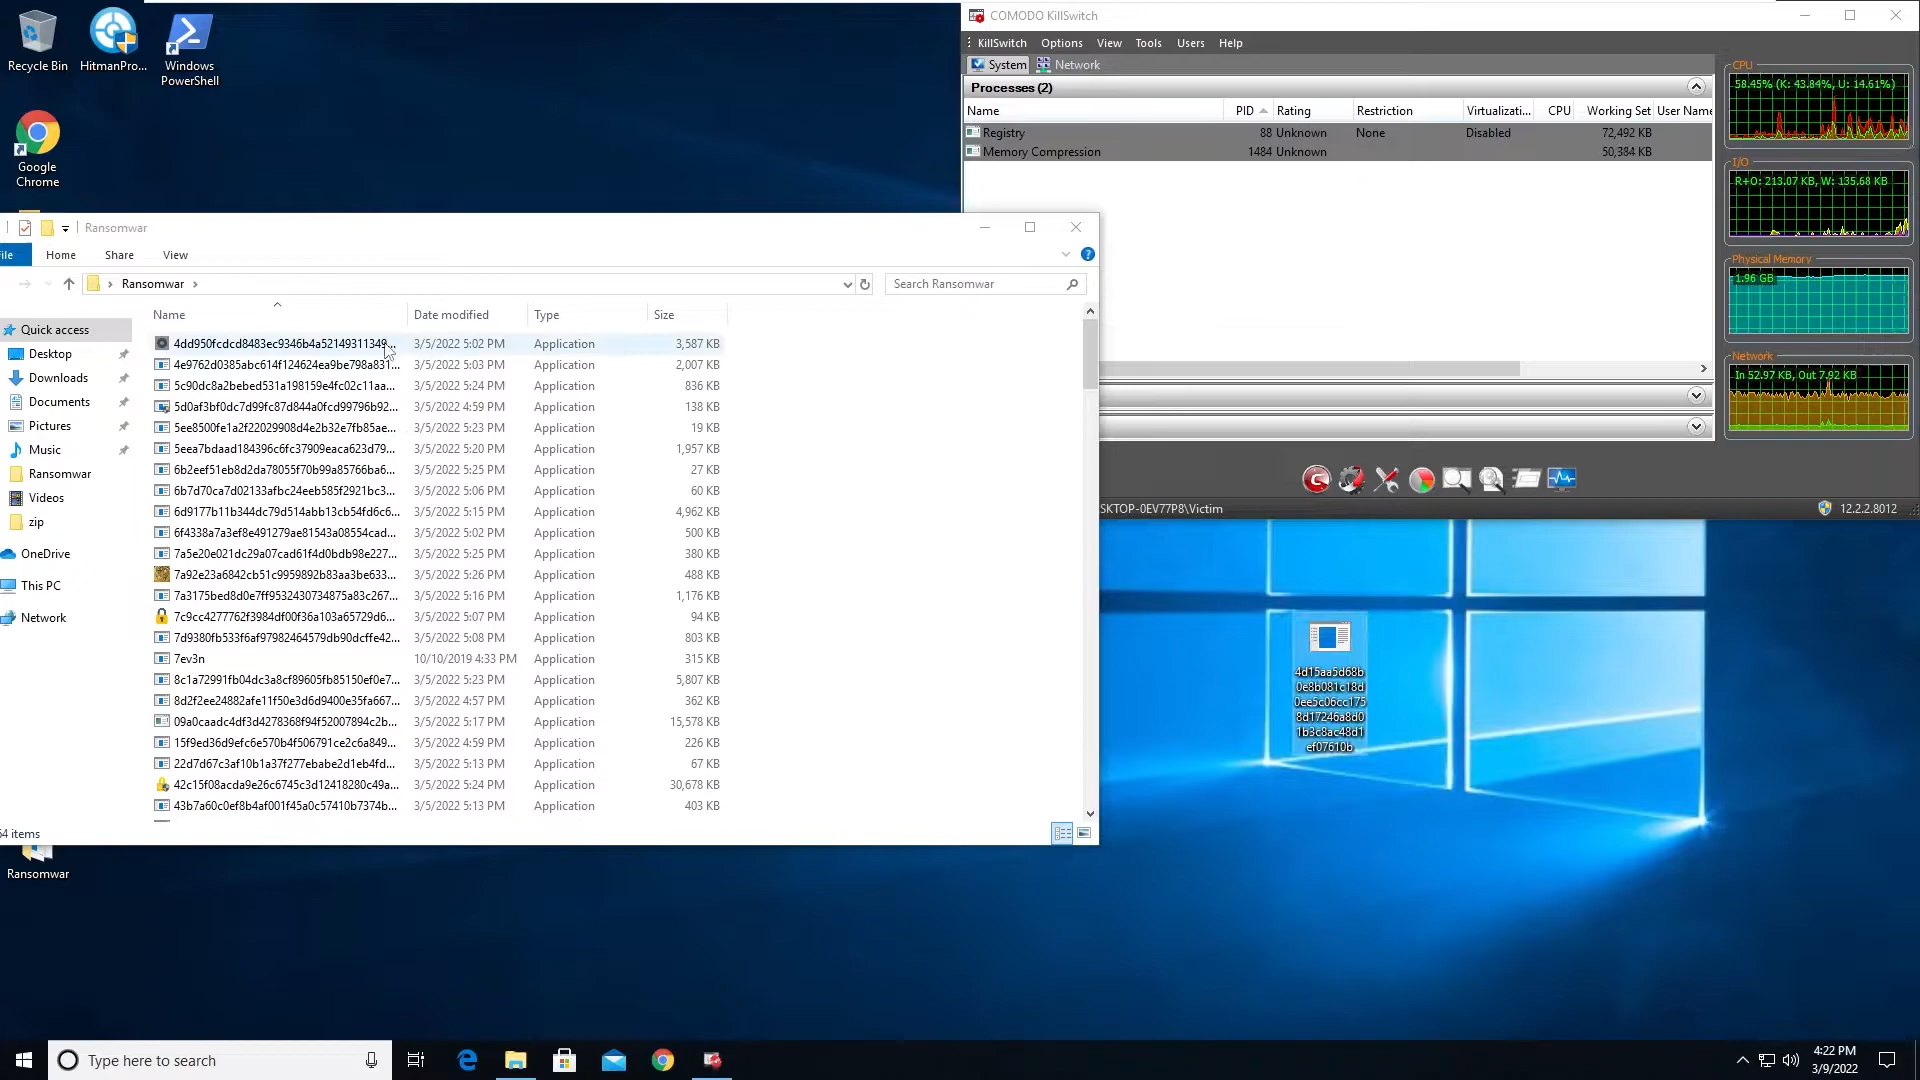 Recycle Bin
HitmanPro...
Windows
PowerShell
Google
Chrome
COMODO KillSwitch
KillSwitch Options View Tools Users Help
System Network
Processes (2)
Name PID Rating Restriction Virtualizati... CPU Working Set User Name
Registry 88 Unknown None Disabled 72,492 KB
Memory Compression 1484 Unknown 50,384 KB
CPU
58.45% (K: 43.84%, U: 14.61%)
I/O
R+O: 213.07 KB, W: 135.68 KB
Physical Memory
1.96 GB
Network
In 52.97 KB, Out 7.92 KB
SKTOP-0EV77P8\Victim
12.2.2.8012
Ransomwar
ile Home Share View
Ransomwar
Search Ransomwar
Name Date modified Type Size
Quick access
Desktop
Downloads
Documents
Pictures
Music
Ransomwar
Videos
zip
OneDrive
This PC
Network
4dd950fcdcd8483ec9346b4a52149311349... 3/5/2022 5:02 PM Application 3,587 KB
4e9762d0385abc614f124624ea9be798a831... 3/5/2022 5:03 PM Application 2,007 KB
5c90dc8a2bebed531a198159e4fc02c11aa... 3/5/2022 5:24 PM Application 836 KB
5d0af3bf0dc7d99fc87d844a0fcd99796b92... 3/5/2022 4:59 PM Application 138 KB
5ee8500fe1a2f22029908d4e2b32e7fb85ae... 3/5/2022 5:23 PM Application 19 KB
5eea7bdaad184396c6fc37909eaca623d79... 3/5/2022 5:20 PM Application 1,957 KB
6b2eef51eb8d2da78055f70b99a85766ba6... 3/5/2022 5:25 PM Application 27 KB
6b7d70ca7d02133afbc24eeb585f2921bc3... 3/5/2022 5:06 PM Application 60 KB
6d9177b11b344dc79d514abb13cb54fd6c6... 3/5/2022 5:15 PM Application 4,962 KB
6f4338a7a3ef8e491279ae81543a08554cad... 3/5/2022 5:02 PM Application 500 KB
7a5e20e021dc29a07cad61f4d0bdb98e227... 3/5/2022 5:25 PM Application 380 KB
7a92e23a6842cb51c9959892b83aa3be633... 3/5/2022 5:26 PM Application 488 KB
7a3175bed8d0e7ff9532430734875a83c267... 3/5/2022 5:16 PM Application 1,176 KB
7c9cc4277762f3984df00f36a103a65729d6... 3/5/2022 5:07 PM Application 94 KB
7d9380fb533f6af97982464579db90dcffe42... 3/5/2022 5:08 PM Application 803 KB
7ev3n 10/10/2019 4:33 PM Application 315 KB
8c1a72991fb04dc3a8cf89605fb85150ef0e7... 3/5/2022 5:23 PM Application 5,807 KB
8d2f2ee24882afe11f50e3d6d9400e35fa667... 3/5/2022 4:57 PM Application 362 KB
09a0caadc4df3d4278368f94f52007894c2b... 3/5/2022 5:17 PM Application 15,578 KB
15f9ed36d9efc6e570b4f506791ce2c6a849... 3/5/2022 4:59 PM Application 226 KB
22d7d67c3af10b1a37f277ebabe2d1eb4fd... 3/5/2022 5:13 PM Application 67 KB
42c15f08acda9e26c6745c3d12418280c49a... 3/5/2022 5:24 PM Application 30,678 KB
43b7a60c0ef8b4af001f45a0c57410b7374b... 3/5/2022 5:13 PM Application 403 KB
54 items
4d15aa5d68b
0e8b081c18d
0ee5c06cc175
8d17246a8d0
1b3c8ac48d1
ef07610b
Ransomwar
Type here to search
4:22 PM
3/9/2022